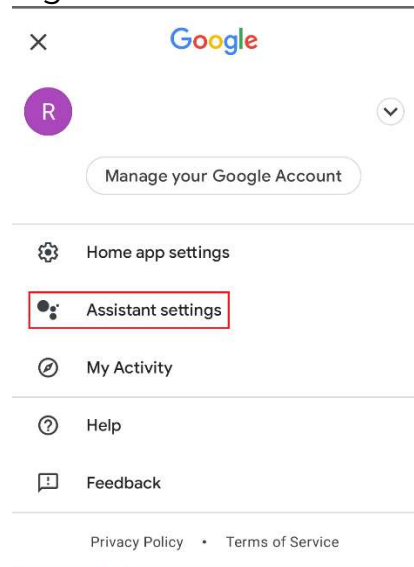 Google
R
Manage your Google Account
Home app settings
Assistant settings
My Activity
Help
Feedback
Privacy Policy • Terms of Service